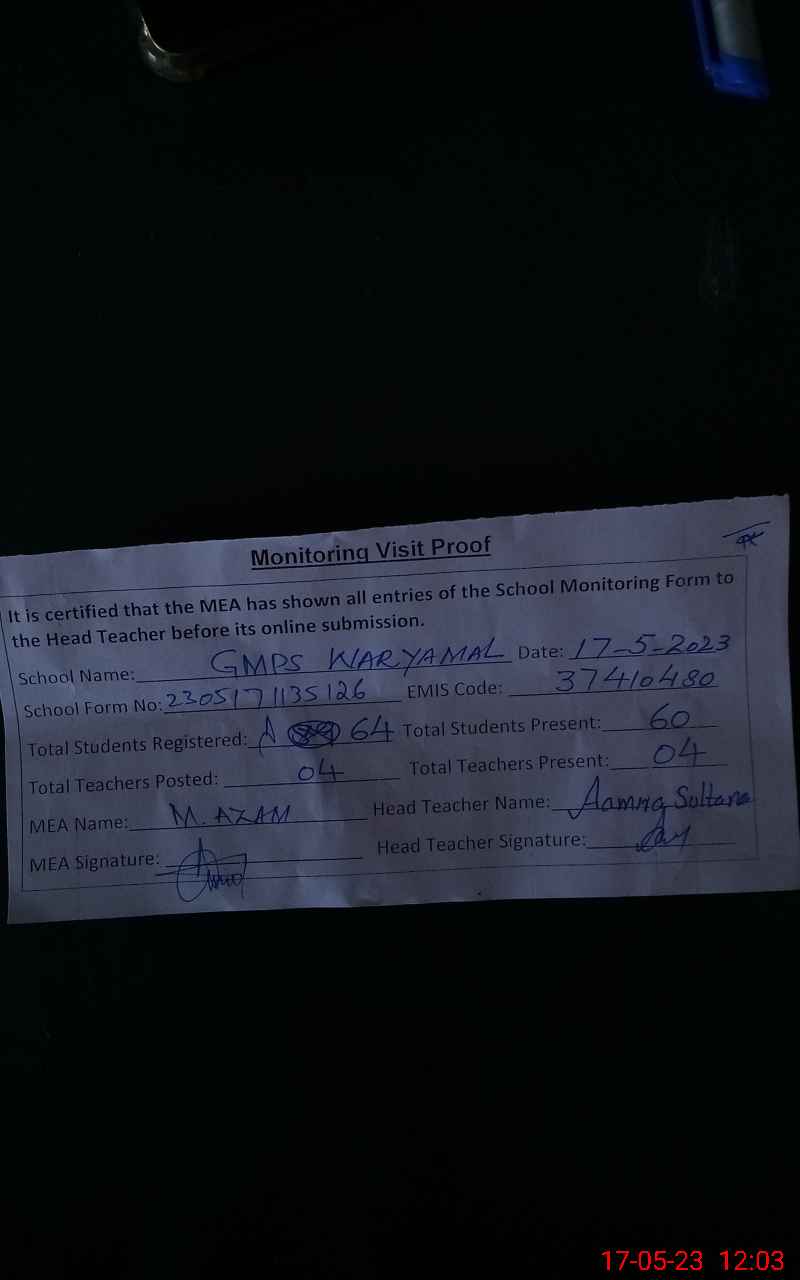 Monitoring Visit Proof
It is certified that the MEA has shown all entries of the School Monitoring Form to
the Head Teacher before its online submission.
School Name: GMPS WARYAMAL Date: 17-5-2023
School Form No: 2305171135126 EMIS Code: 37410480
Total Students Registered: 64 Total Students Present: 60
Total Teachers Posted: 04 Total Teachers Present: 04
MEA Name: M. AZAM Head Teacher Name: Aamna Sultana
MEA Signature: Head Teacher Signature:
17-05-23 12:03